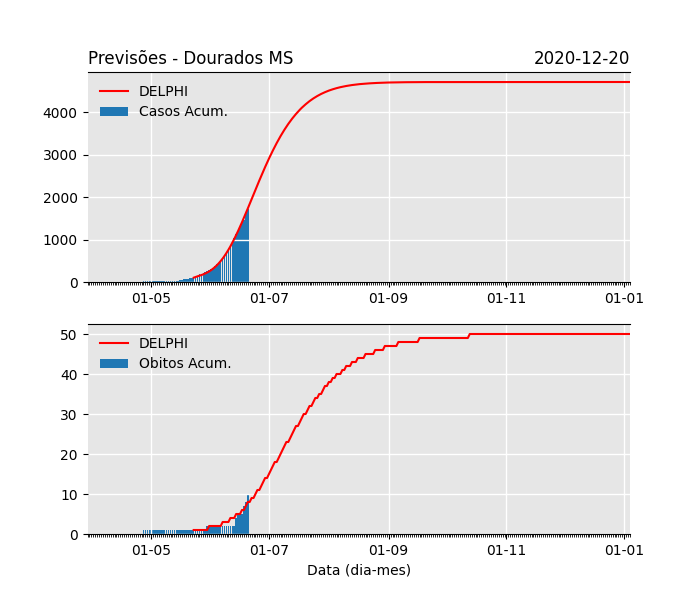 Previsões - Dourados MS 2020-12-20
DELPHI
Casos Acum.
4000
3000
2000
1000
0
01-05 01-07 01-09 01-11 01-01
DELPHI
Obitos Acum.
50
40
30
20
10
0
01-05 01-07 01-09 01-11 01-01
Data (dia-mes)